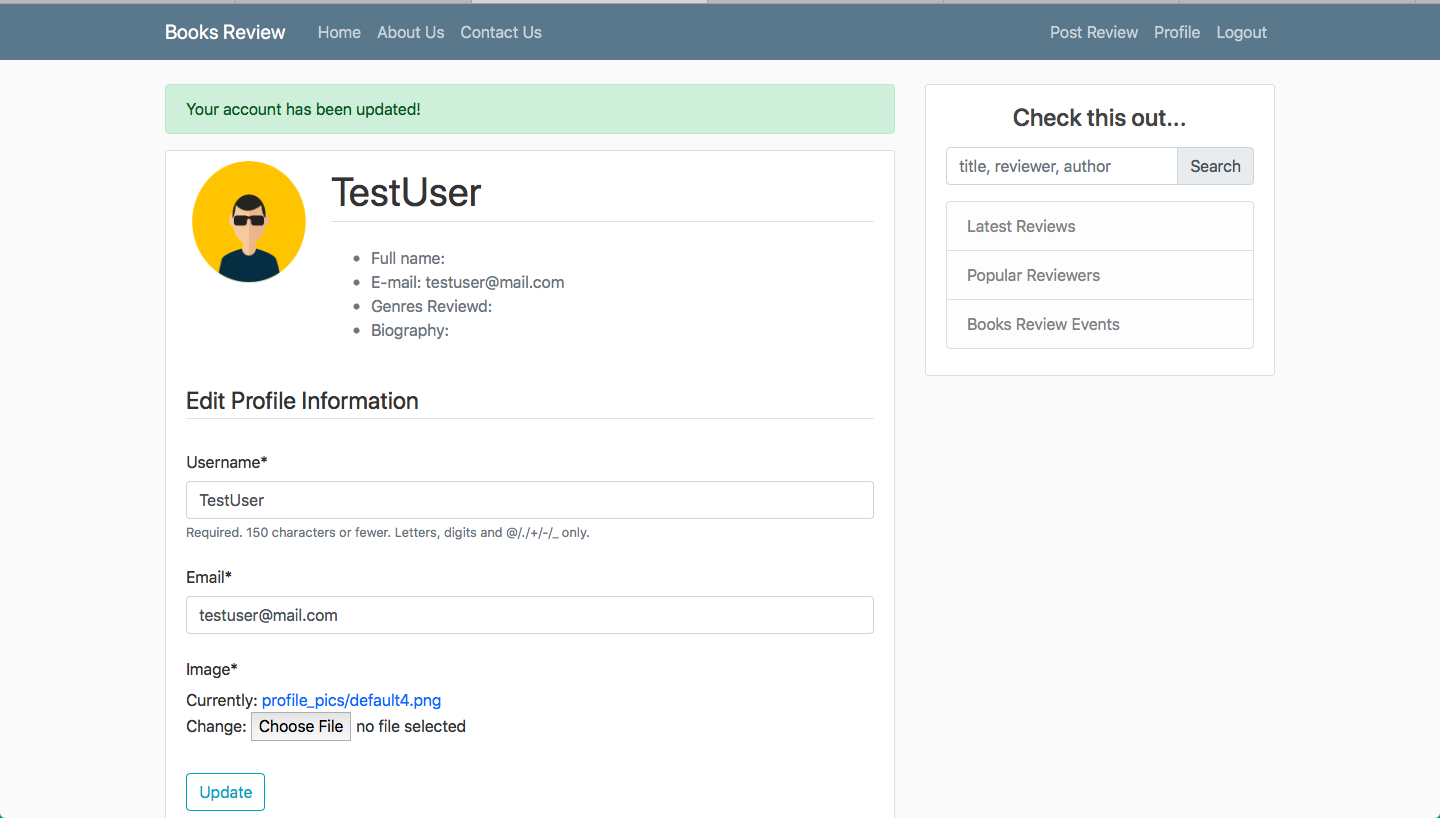 Books Review Home About Us Contact Us Post Review Profile Logout
Your account has been updated!
TestUser
Full name:
E-mail: testuser@mail.com
Genres Reviewd:
Biography:
Edit Profile Information
Username*
TestUser
Required. 150 characters or fewer. Letters, digits and @/./+/-/_ only.
Email*
testuser@mail.com
Image*
Currently: profile_pics/default4.png
Change: Choose File no file selected
Update
Check this out...
title, reviewer, author Search
Latest Reviews
Popular Reviewers
Books Review Events